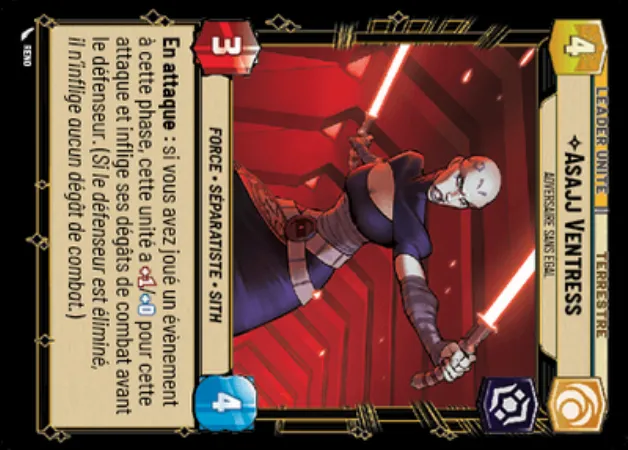 LEADER UNITÉ
TERRESTRE
4
ASAJJ VENTRESS
ADVERSAIRE SANS ÉGAL
3
FORCE • SÉPARATISTE • SITH
4
En attaque : si vous avez joué un évènement
à cette phase, cette unité a +1/+0 pour cette
attaque et inflige ses dégâts de combat avant
le défenseur. (Si le défenseur est éliminé,
il n'inflige aucun dégât de combat.)
RENO